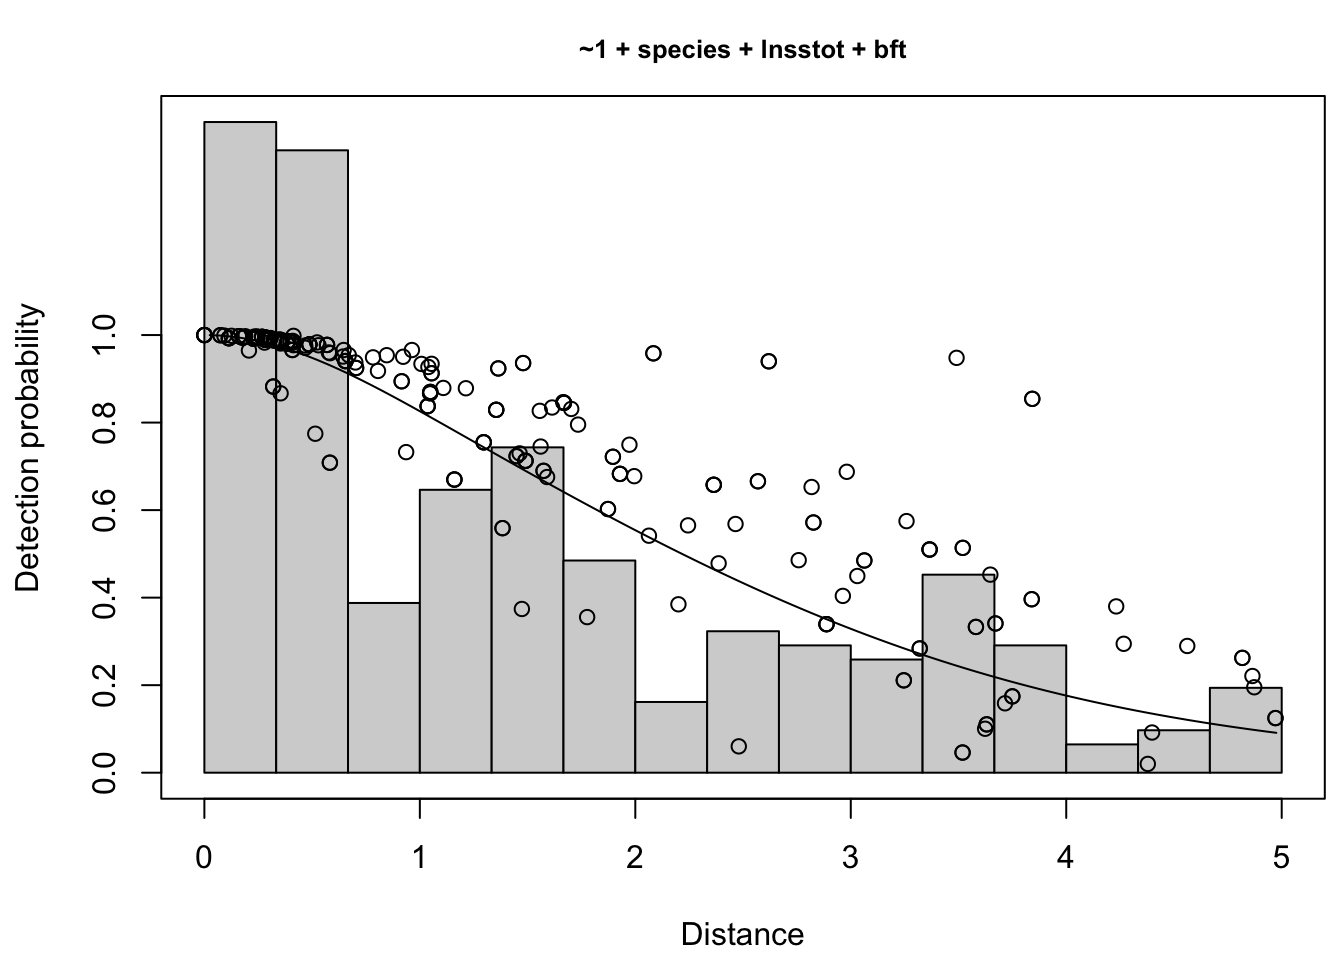 ~1 + species + lnsstot + bft
Detection probability
1.0
0.8
0.6
0.4
0.2
0.0
0 1 2 3 4 5
Distance